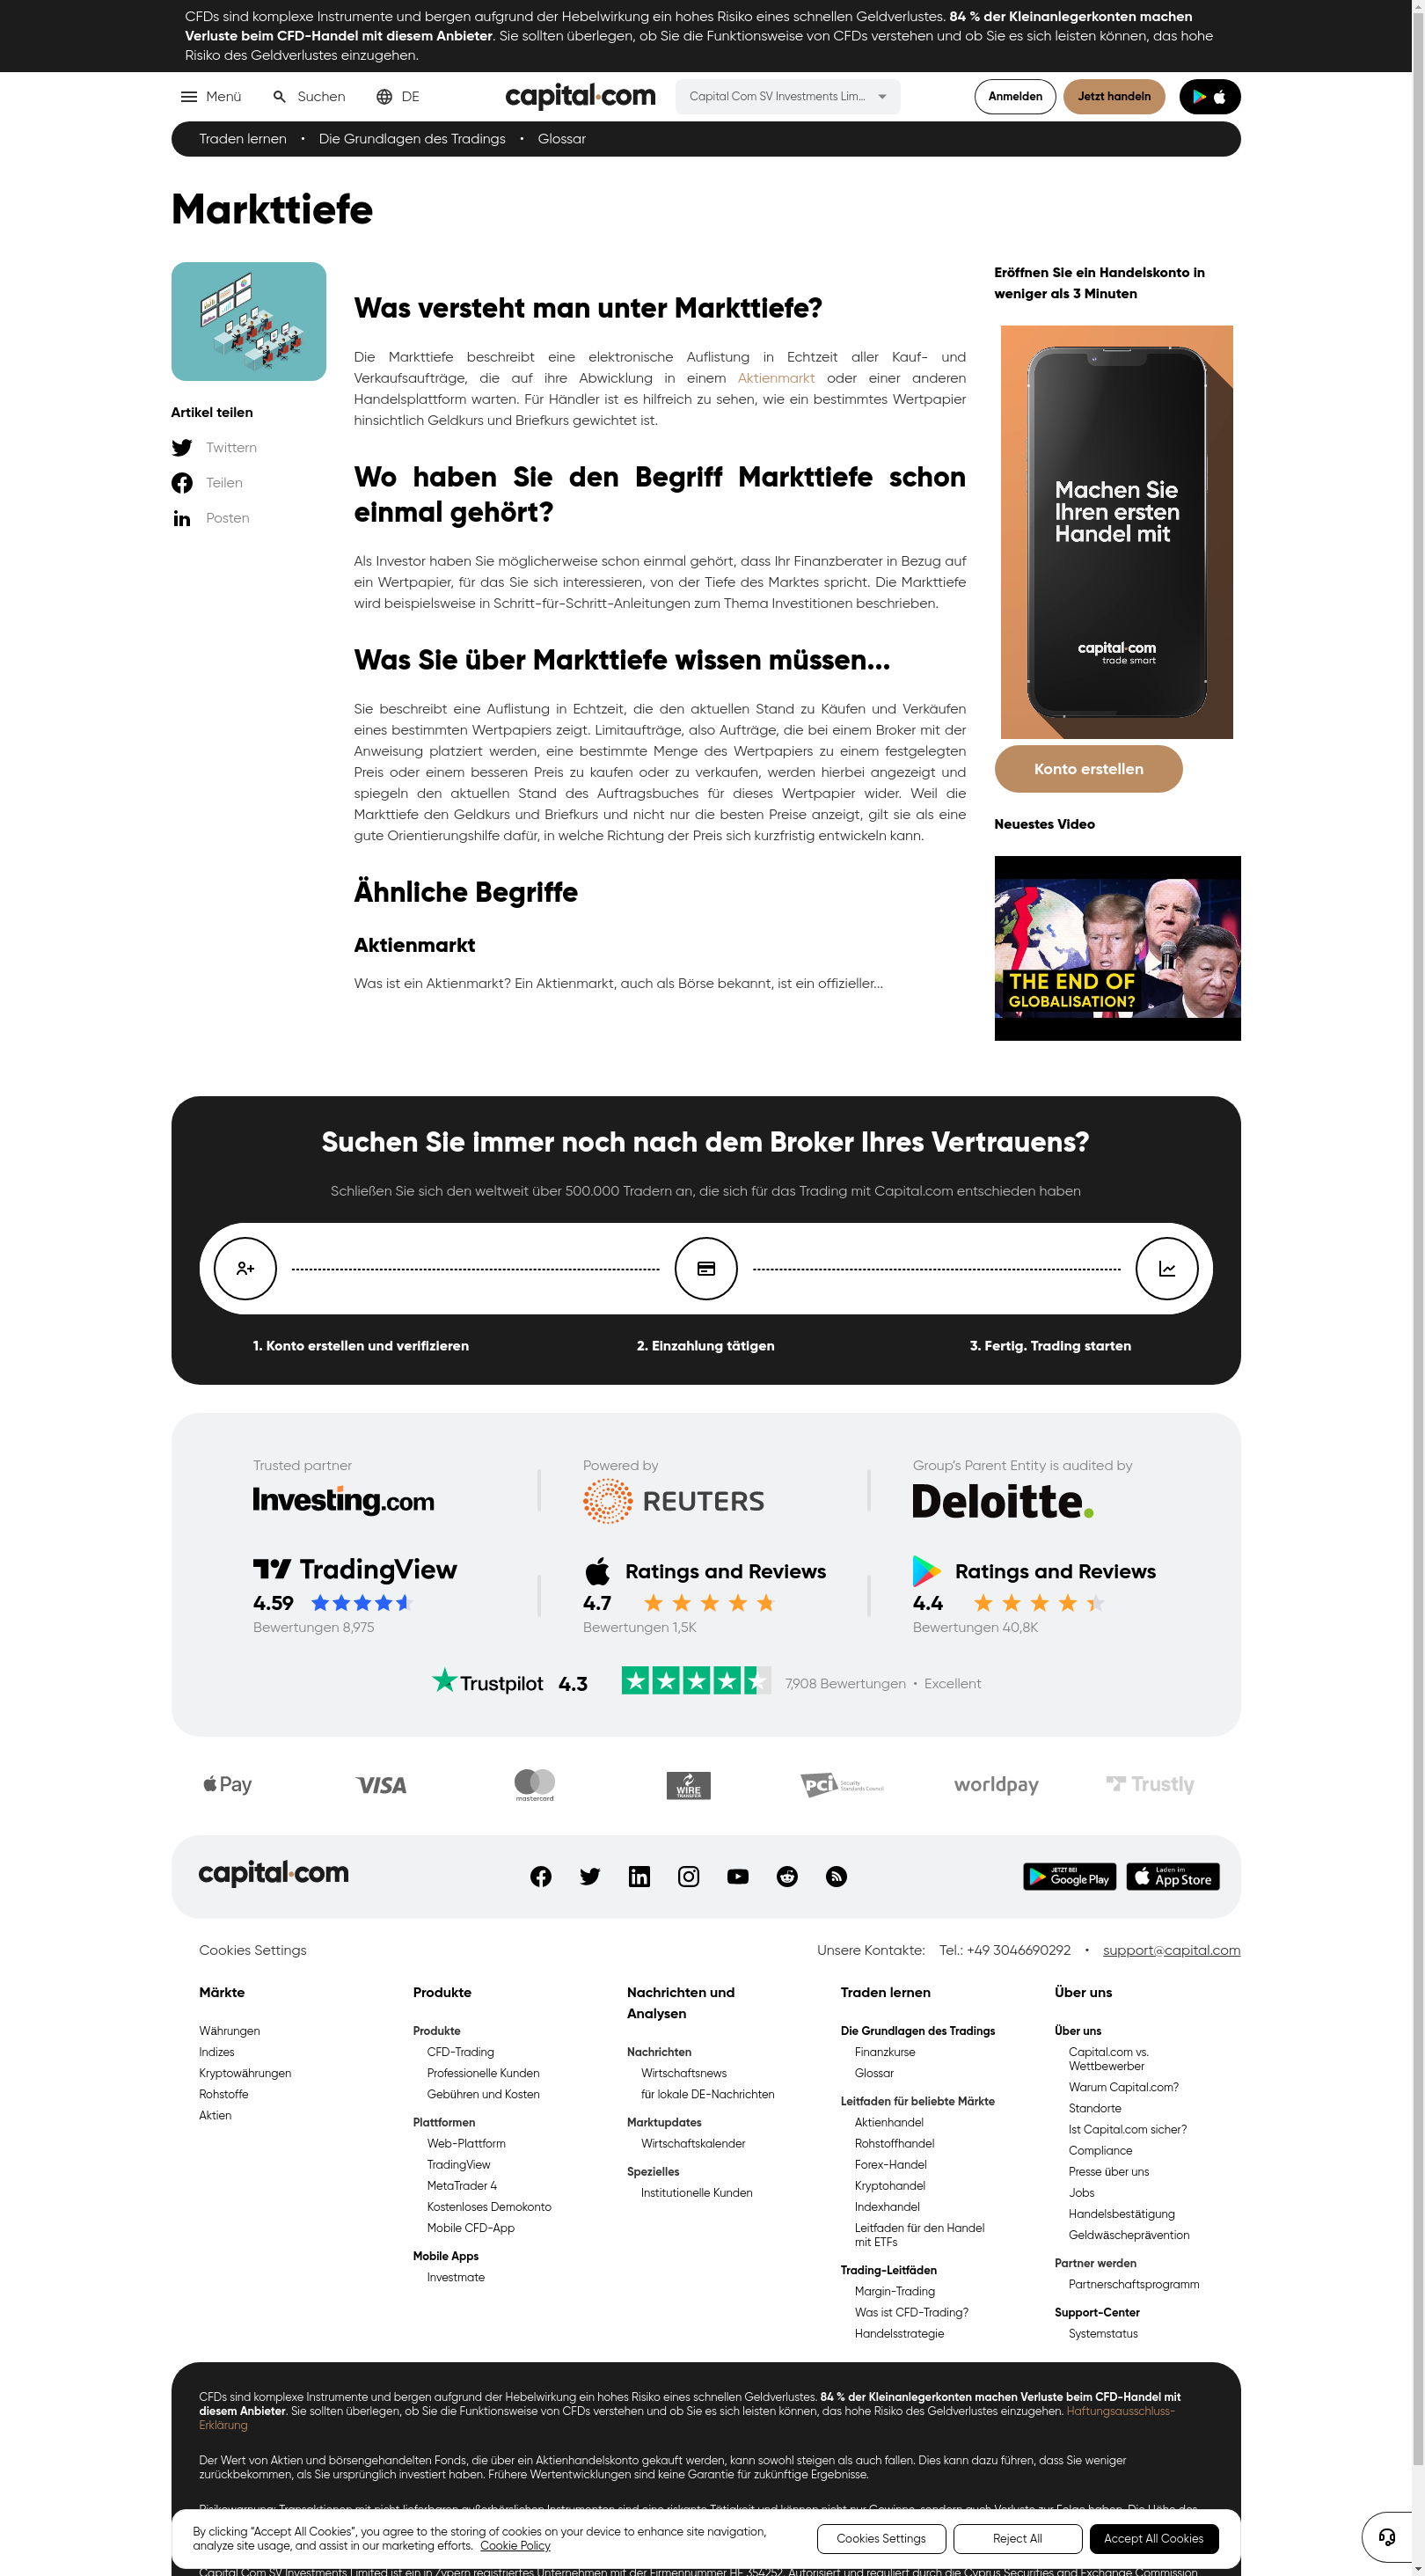 CFDs sind komplexe Instrumente und bergen aufgrund der Hebelwirkung ein hohes Risiko eines schnellen Geldverlustes. 84 % der Kleinanlegerkonten machen
Verluste beim CFD-Handel mit diesem Anbieter. Sie sollten überlegen, ob Sie die Funktionsweise von CFDs verstehen und ob Sie es sich leisten können, das hohe
Risiko des Geldverlustes einzugehen.
Menü
Suchen
DE
capital.com
Capital Com SV Investments Lim...
Anmelden
Jetzt handeln
Traden lernen • Die Grundlagen des Tradings • Glossar
Markttiefe
Artikel teilen
Twittern
Teilen
Posten
Was versteht man unter Markttiefe?
Die Markttiefe beschreibt eine elektronische Auflistung in Echtzeit aller Kauf- und
Verkaufsaufträge, die auf ihre Abwicklung in einem Aktienmarkt oder einer anderen
Handelsplattform warten. Für Händler ist es hilfreich zu sehen, wie ein bestimmtes Wertpapier
hinsichtlich Geldkurs und Briefkurs gewichtet ist.
Wo haben Sie den Begriff Markttiefe schon
einmal gehört?
Als Investor haben Sie möglicherweise schon einmal gehört, dass Ihr Finanzberater in Bezug auf
ein Wertpapier, für das Sie sich interessieren, von der Tiefe des Marktes spricht. Die Markttiefe
wird beispielsweise in Schritt-für-Schritt-Anleitungen zum Thema Investitionen beschrieben.
Was Sie über Markttiefe wissen müssen...
Sie beschreibt eine Auflistung in Echtzeit, die den aktuellen Stand zu Käufen und Verkäufen
eines bestimmten Wertpapiers zeigt. Limitaufträge, also Aufträge, die bei einem Broker mit der
Anweisung platziert werden, eine bestimmte Menge des Wertpapiers zu einem festgelegten
Preis oder einem besseren Preis zu kaufen oder zu verkaufen, werden hierbei angezeigt und
spiegeln den aktuellen Stand des Auftragsbuches für dieses Wertpapier wider. Weil die
Markttiefe den Geldkurs und Briefkurs und nicht nur die besten Preise anzeigt, gilt sie als eine
gute Orientierungshilfe dafür, in welche Richtung der Preis sich kurzfristig entwickeln kann.
Ähnliche Begriffe
Aktienmarkt
Was ist ein Aktienmarkt? Ein Aktienmarkt, auch als Börse bekannt, ist ein offizieller...
Eröffnen Sie ein Handelskonto in
weniger als 3 Minuten
Machen Sie
Ihren ersten
Handel mit
capital.com
trade smart
Konto erstellen
Neuestes Video
THE END OF
GLOBALISATION?
Suchen Sie immer noch nach dem Broker Ihres Vertrauens?
Schließen Sie sich den weltweit über 500.000 Tradern an, die sich für das Trading mit Capital.com entschieden haben
1. Konto erstellen und verifizieren
2. Einzahlung tätigen
3. Fertig. Trading starten
Trusted partner
Investing.com
Powered by
REUTERS
Group's Parent Entity is audited by
Deloitte.
TradingView
4.59
Bewertungen 8,975
Ratings and Reviews
4.7
Bewertungen 1,5K
Ratings and Reviews
4.4
Bewertungen 40,8K
Trustpilot 4.3
7,908 Bewertungen • Excellent
Pay
VISA
mastercard
WIRE
TRANSFER
PCI
Security
Standards Council
worldpay
Trustly
capital.com
JETZT BEI
Google Play
Laden im
App Store
Cookies Settings
Unsere Kontakte: Tel.: +49 3046690292 • support@capital.com
Märkte
Währungen
Indizes
Kryptowährungen
Rohstoffe
Aktien
Produkte
Produkte
CFD-Trading
Professionelle Kunden
Gebühren und Kosten
Plattformen
Web-Plattform
TradingView
MetaTrader 4
Kostenloses Demokonto
Mobile CFD-App
Mobile Apps
Investmate
Nachrichten und
Analysen
Nachrichten
Wirtschaftsnews
für lokale DE-Nachrichten
Marktupdates
Wirtschaftskalender
Spezielles
Institutionelle Kunden
Traden lernen
Die Grundlagen des Tradings
Finanzkurse
Glossar
Leitfaden für beliebte Märkte
Aktienhandel
Rohstoffhandel
Forex-Handel
Kryptohandel
Indexhandel
Leitfaden für den Handel
mit ETFs
Trading-Leitfäden
Margin-Trading
Was ist CFD-Trading?
Handelsstrategie
Über uns
Über uns
Capital.com vs.
Wettbewerber
Warum Capital.com?
Standorte
Ist Capital.com sicher?
Compliance
Presse über uns
Jobs
Handelsbestätigung
Geldwäscheprävention
Partner werden
Partnerschaftsprogramm
Support-Center
Systemstatus
CFDs sind komplexe Instrumente und bergen aufgrund der Hebelwirkung ein hohes Risiko eines schnellen Geldverlustes. 84 % der Kleinanlegerkonten machen Verluste beim CFD-Handel mit
diesem Anbieter. Sie sollten überlegen, ob Sie die Funktionsweise von CFDs verstehen und ob Sie es sich leisten können, das hohe Risiko des Geldverlustes einzugehen. Haftungsausschluss-
Erklärung
Der Wert von Aktien und börsengehandelten Fonds, die über ein Aktienhandelskonto gekauft werden, kann sowohl steigen als auch fallen. Dies kann dazu führen, dass Sie weniger
zurückbekommen, als Sie ursprünglich investiert haben. Frühere Wertentwicklungen sind keine Garantie für zukünftige Ergebnisse.
By clicking "Accept All Cookies", you agree to the storing of cookies on your device to enhance site navigation,
analyze site usage, and assist in our marketing efforts. Cookie Policy
Cookies Settings
Reject All
Accept All Cookies
Capital Com SV Investments Limited ist ein in Zypern registriertes Unternehmen mit der Firmennummer HE 354252. Autorisiert und reguliert durch die Cyprus Securities and Exchange Commission